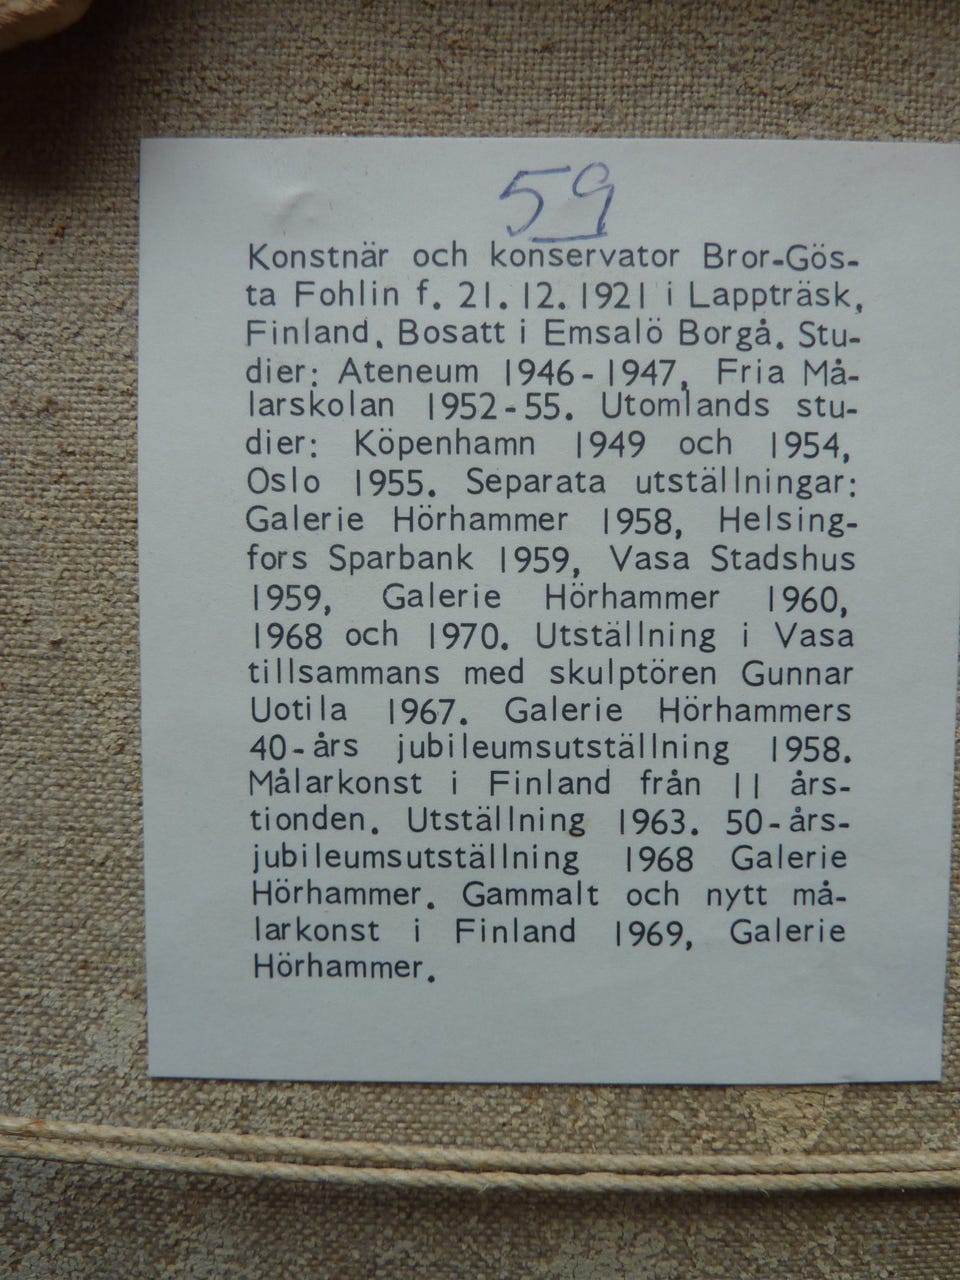 59
Konstnär och konservator Bror-Gös-
ta Fohlin f. 21. 12. 1921 i Lappträsk,
Finland. Bosatt i Emsalö Borgå. Stu-
dier: Ateneum 1946-1947, Fria Må-
larskolan 1952-55. Utomlands stu-
dier: Köpenhamn 1949 och 1954,
Oslo 1955. Separata utställningar:
Galerie Hörhammer 1958, Helsing-
fors Sparbank 1959, Vasa Stadshus
1959, Galerie Hörhammer 1960,
1968 och 1970. Utställning i Vasa
tillsammans med skulptören Gunnar
Uotila 1967. Galerie Hörhammers
40-års jubileumsutställning 1958.
Målarkonst i Finland från 11 års-
tionden. Utställning 1963. 50-års-
jubileumsutställning 1968 Galerie
Hörhammer. Gammalt och nytt må-
larkonst i Finland 1969, Galerie
Hörhammer.